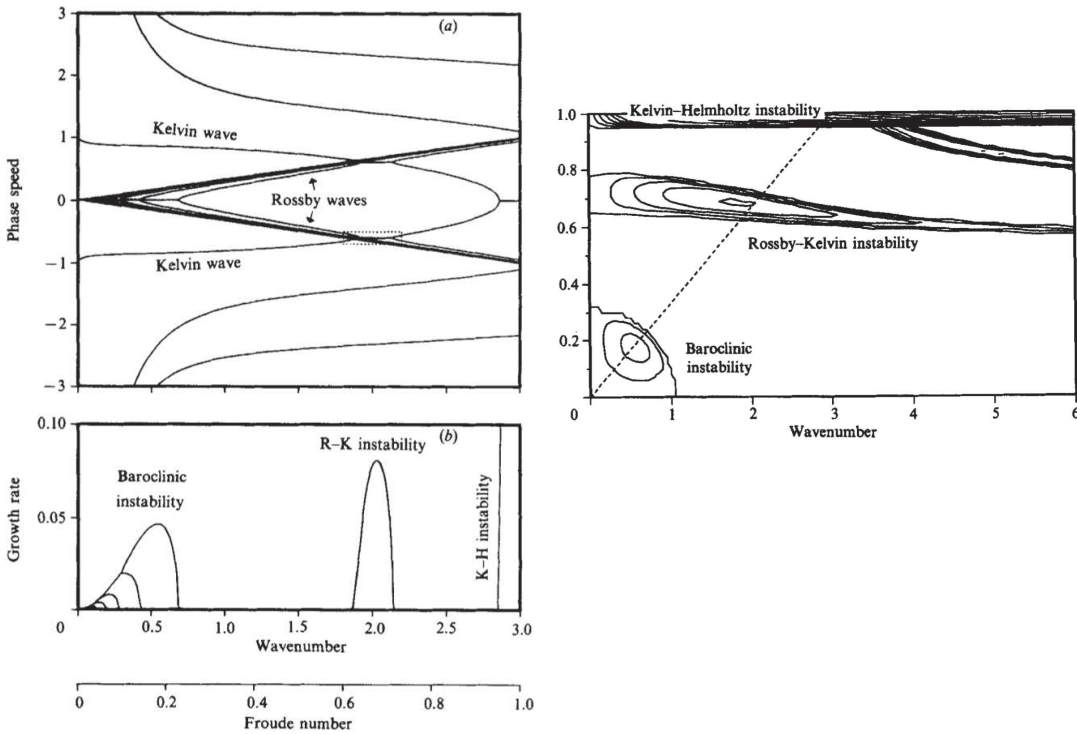 (a)
3
2
1
0
−1
−2
−3
Phase speed
Kelvin wave
Rossby waves
Kelvin wave
(b)
0.10
0.05
Growth rate
Baroclinic
instability
R–K instability
K–H instability
0 0.5 1.0 1.5 2.0 2.5 3.0
Wavenumber
0 0.2 0.4 0.6 0.8 1.0
Froude number
1.0
0.8
0.6
0.4
0.2
Kelvin–Helmholtz instability
Rossby–Kelvin instability
Baroclinic
instability
0 1 2 3 4 5 6
Wavenumber